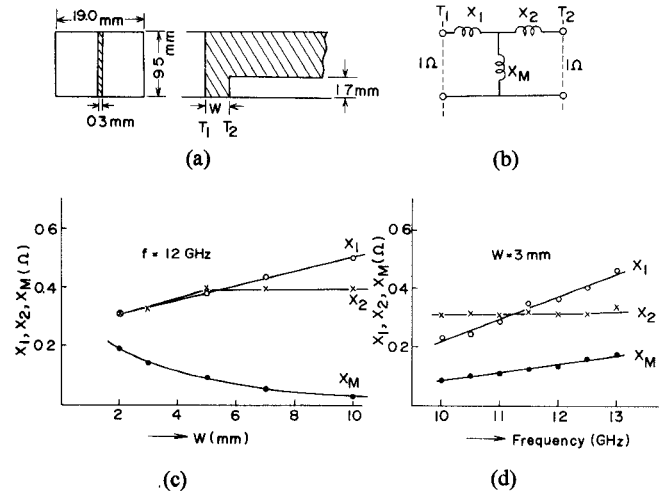 19.0 mm
9.5 mm
0.3 mm
W
T1 T2
1.7 mm
(a)
T1 X1 X2 T2
1Ω XM 1Ω
(b)
X1, X2, XM (Ω)
0.6
0.4
0.2
f = 12 GHz
X1
X2
XM
2 4 6 8 10
W (mm)
(c)
X1, X2, XM (Ω)
0.6
0.4
0.2
W = 3 mm
X1
X2
XM
10 11 12 13
Frequency (GHz)
(d)